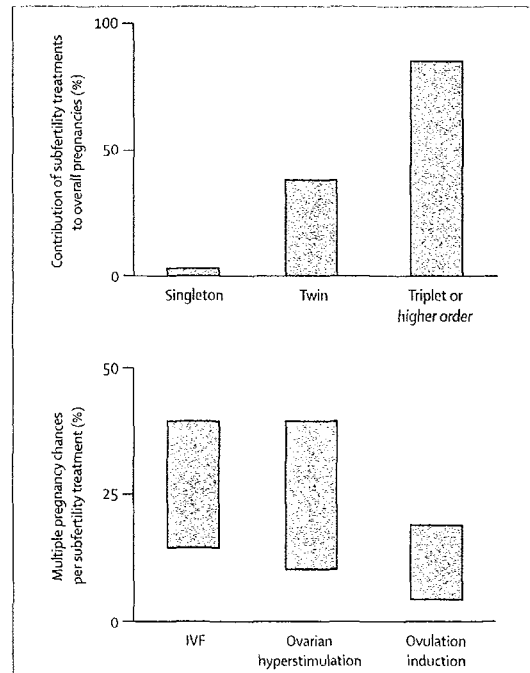 Contribution of subfertility treatments
to overall pregnancies (%)
100
50
0
Singleton
Twin
Triplet or
higher order
Multiple pregnancy chances
per subfertility treatment (%)
50
25
0
IVF
Ovarian
hyperstimulation
Ovulation
induction